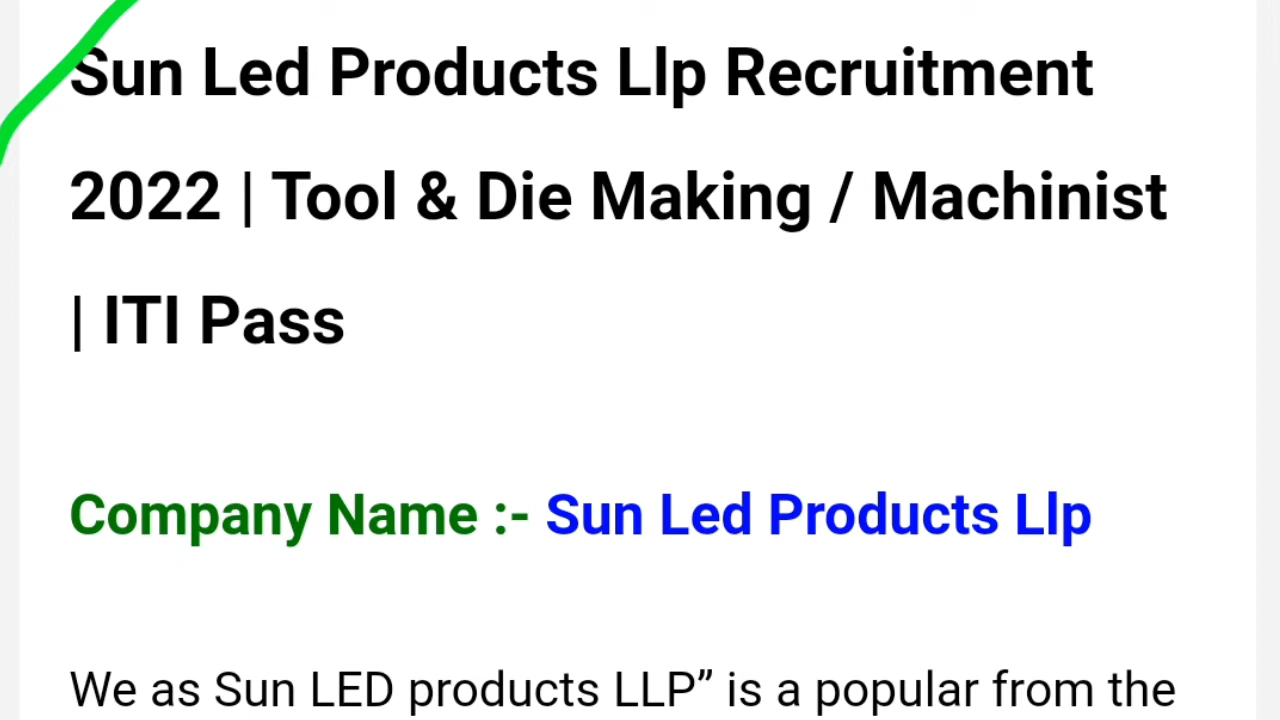 Sun Led Products Llp Recruitment
2022 | Tool & Die Making / Machinist
| ITI Pass
Company Name :- Sun Led Products Llp
We as Sun LED products LLP” is a popular from the